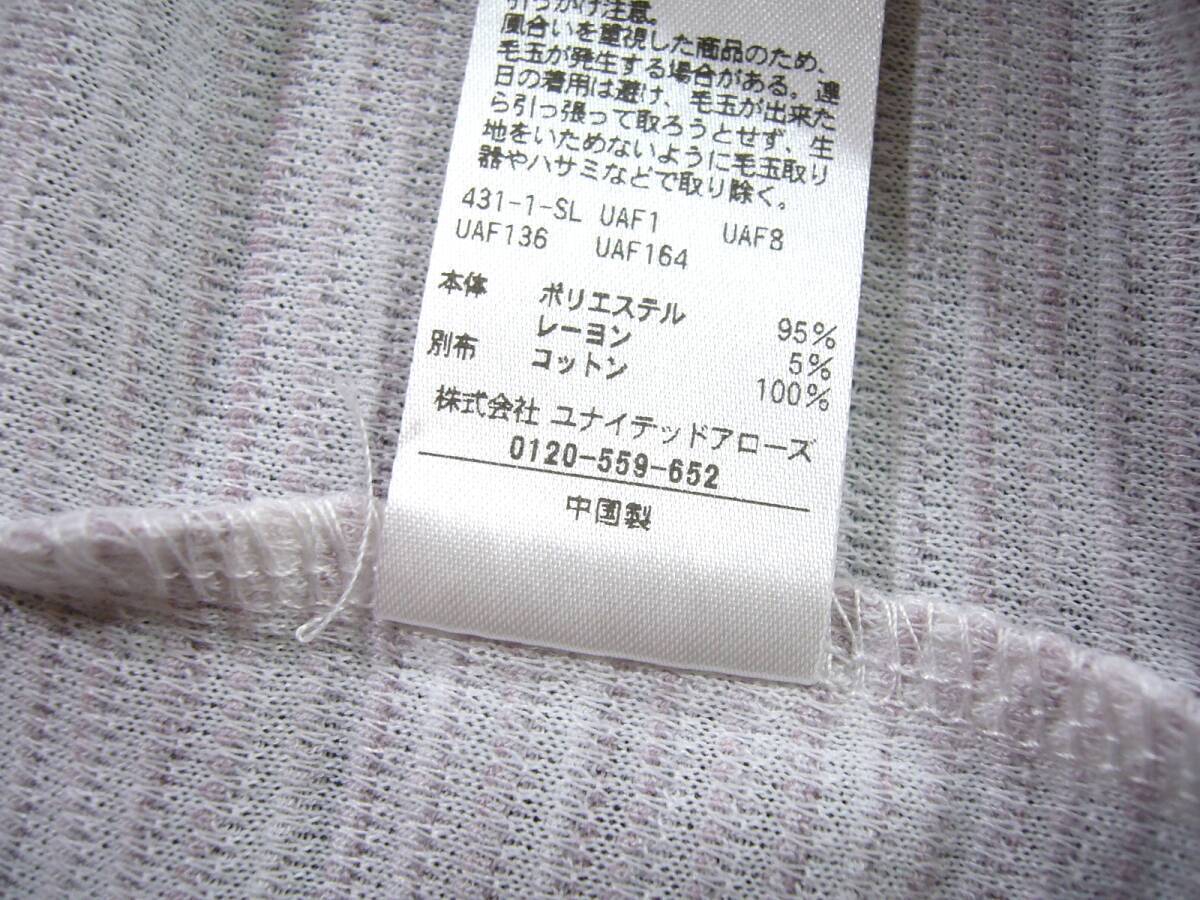 引っかけ注意。
風合いを重視した商品のため、
毛玉が発生する場合がある。連
日の着用は避け、毛玉が出来た
ら引っ張って取ろうとせず、生
地をいためないように毛玉取り
器やハサミなどで取り除く。
431-1-SL UAF1 UAF8
UAF136 UAF164
本体 ポリエステル 95%
レーヨン 5%
別布 コットン 100%
株式会社 ユナイテッドアローズ
0120-559-652
中国製